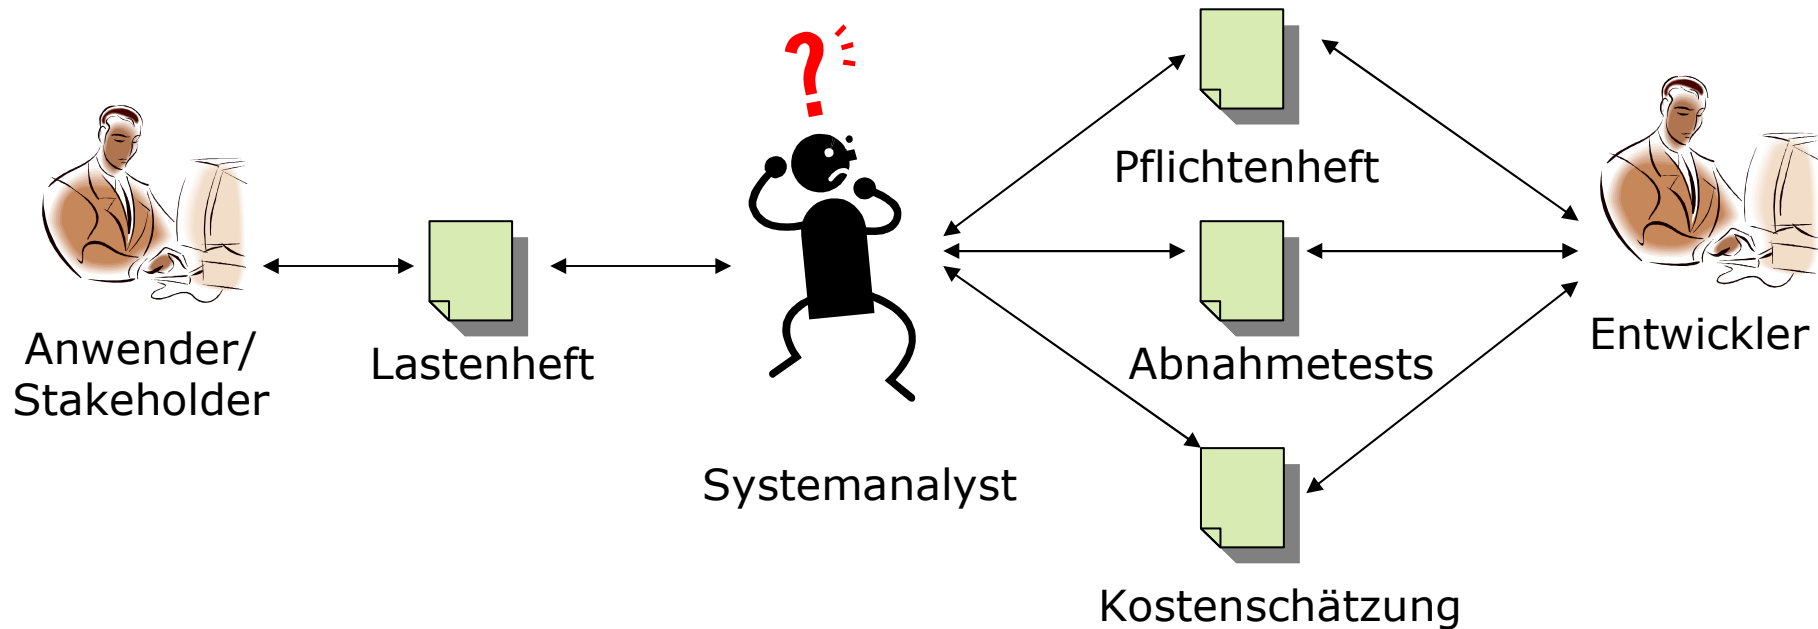 Anwender/
Stakeholder
Lastenheft
?
Systemanalyst
Pflichtenheft
Abnahmetests
Kostenschätzung
Entwickler